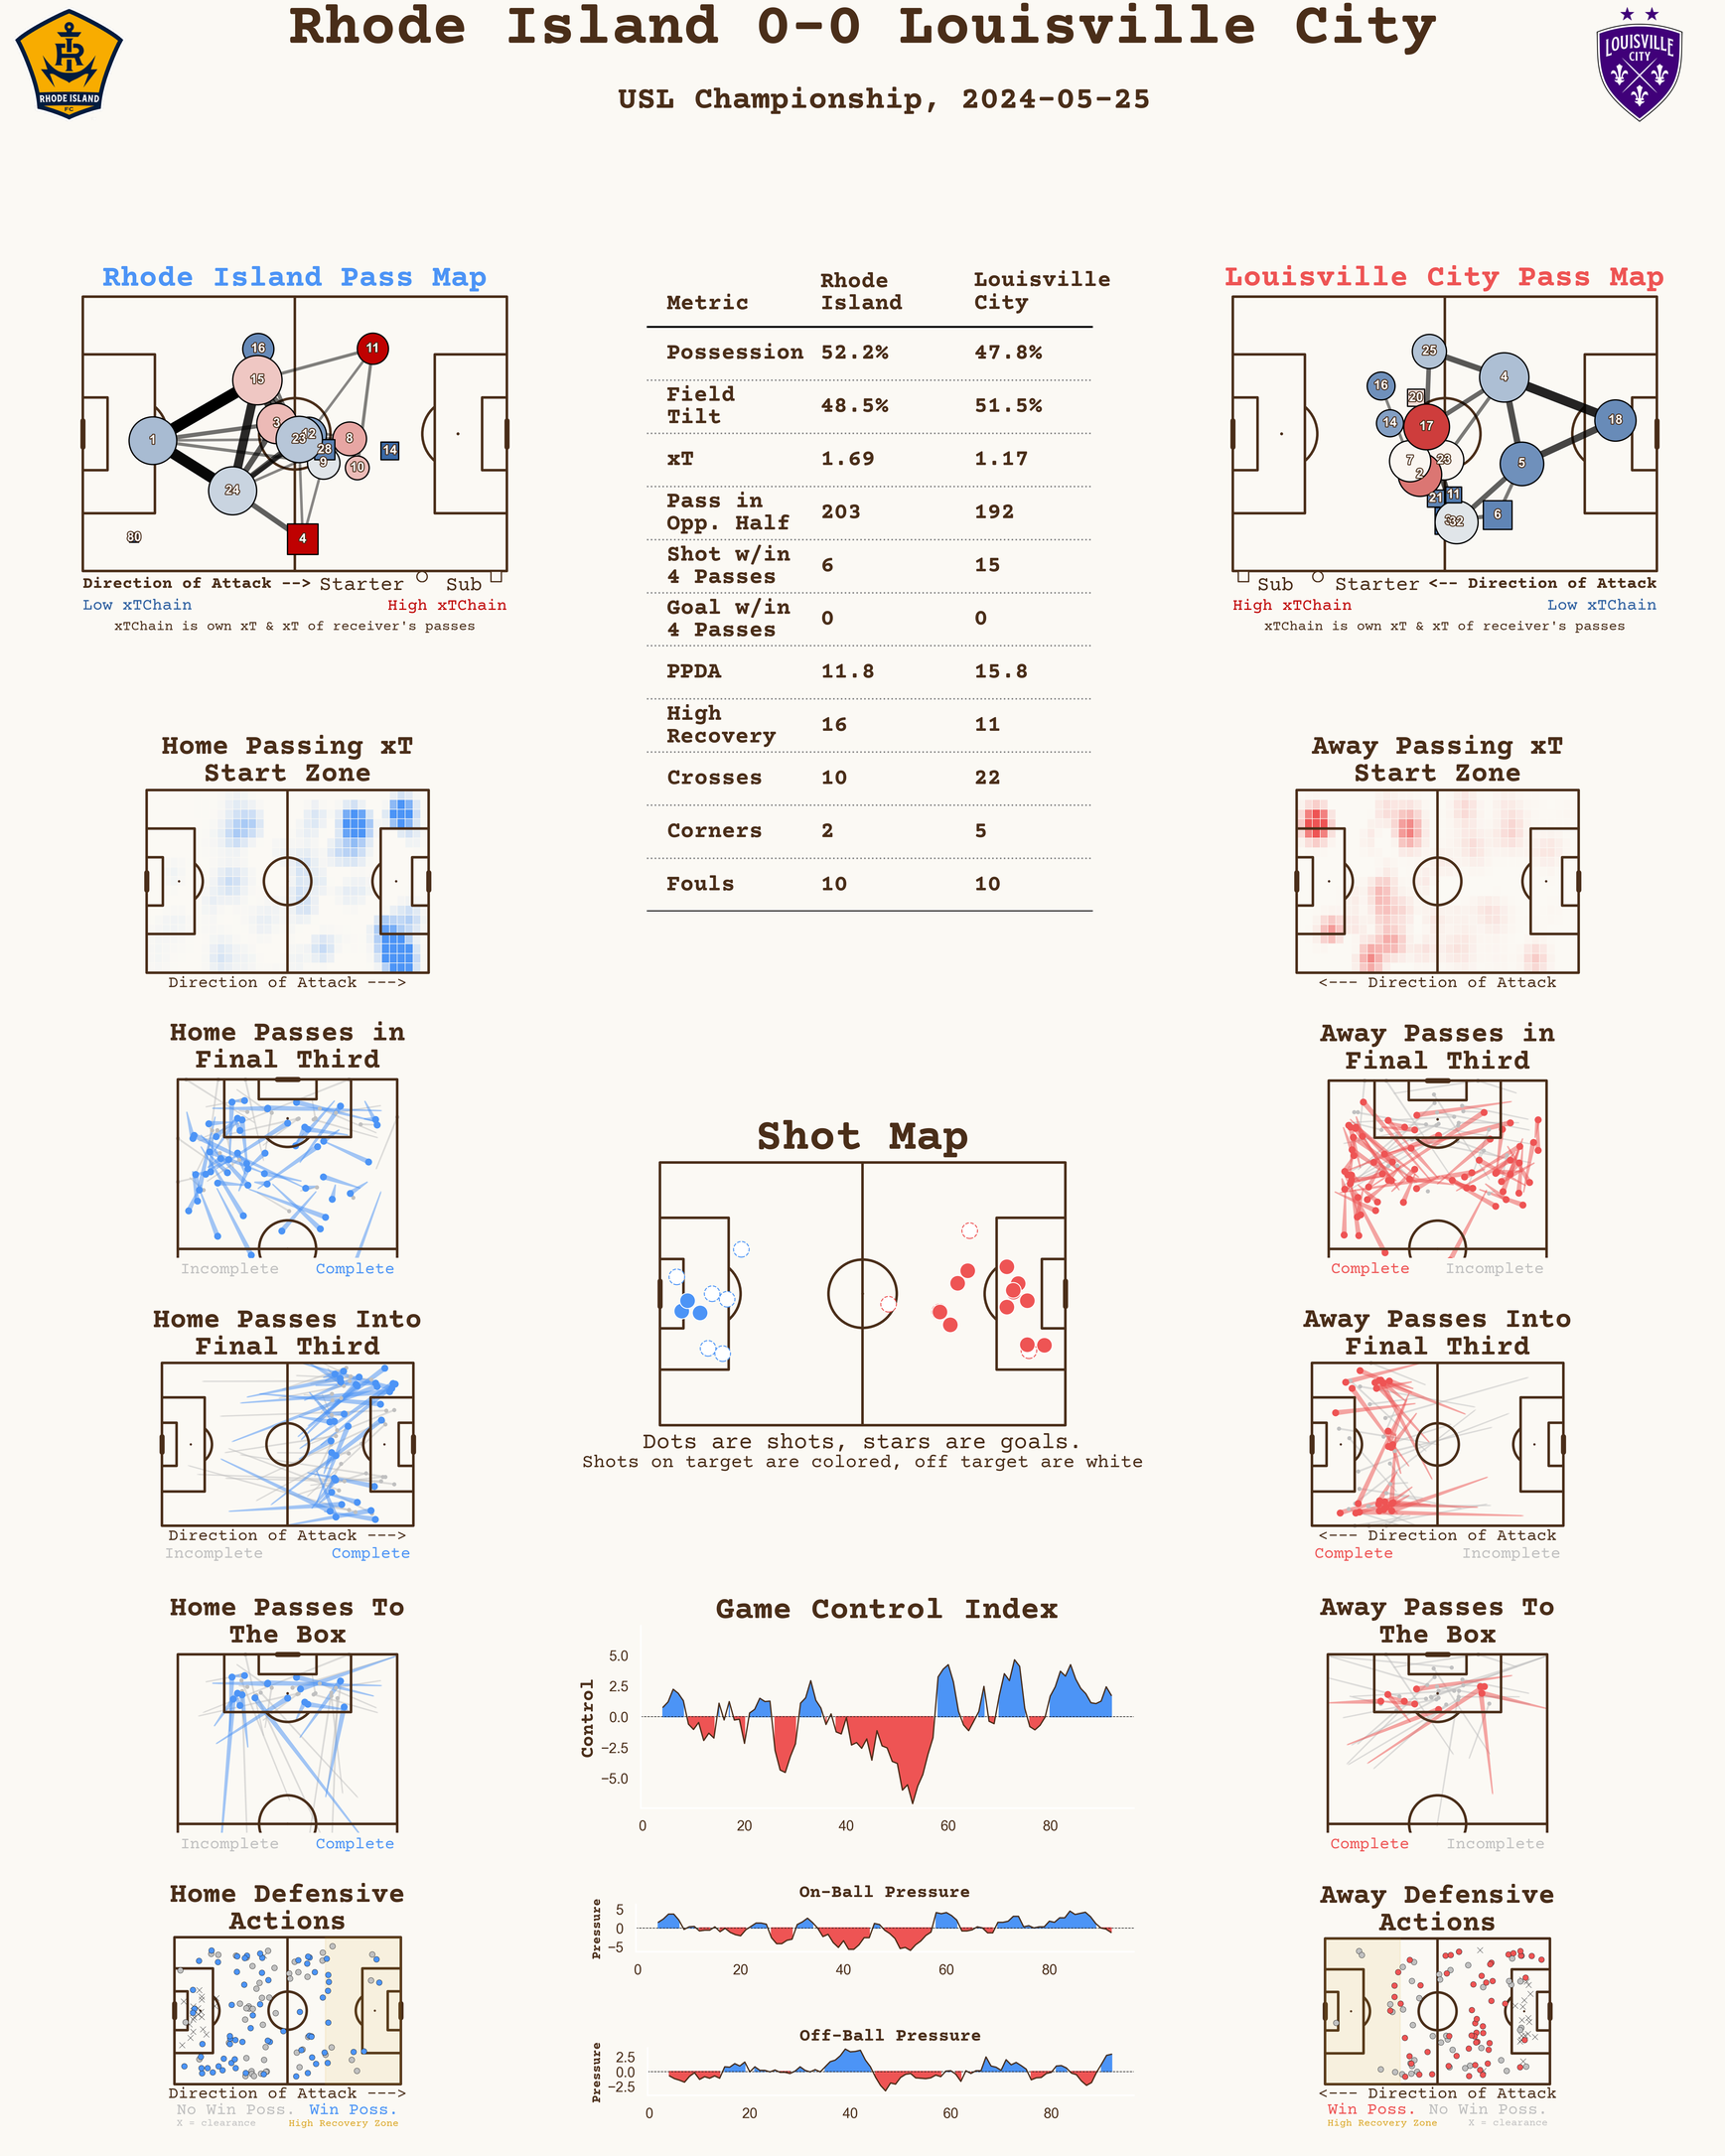 Rhode Island 0-0 Louisville City
USL Championship, 2024-05-25
RI
RHODE ISLAND
FC
LOUISVILLE
CITY
Rhode Island Pass Map
16
11
15
3
12
23
8
1
28
14
9
10
24
80
4
Direction of Attack --> Starter Sub
Low xTChain High xTChain
xTChain is own xT & xT of receiver's passes
Metric Rhode Island Louisville City
Possession 52.2% 47.8%
Field Tilt 48.5% 51.5%
xT 1.69 1.17
Pass in Opp. Half 203 192
Shot w/in 4 Passes 6 15
Goal w/in 4 Passes 0 0
PPDA 11.8 15.8
High Recovery 16 11
Crosses 10 22
Corners 2 5
Fouls 10 10
Louisville City Pass Map
25
4
16
20
18
14
17
7
23
2
5
21
11
6
32
Sub Starter <-- Direction of Attack
High xTChain Low xTChain
xTChain is own xT & xT of receiver's passes
Home Passing xT
Start Zone
Direction of Attack --->
Away Passing xT
Start Zone
<--- Direction of Attack
Home Passes in
Final Third
Incomplete Complete
Away Passes in
Final Third
Complete Incomplete
Shot Map
Dots are shots, stars are goals.
Shots on target are colored, off target are white
Home Passes Into
Final Third
Direction of Attack --->
Incomplete Complete
Away Passes Into
Final Third
<--- Direction of Attack
Complete Incomplete
Home Passes To
The Box
Incomplete Complete
Game Control Index
Control
5.0
2.5
0.0
−2.5
−5.0
0 20 40 60 80
Away Passes To
The Box
Complete Incomplete
Home Defensive
Actions
Direction of Attack --->
No Win Poss. Win Poss.
X = clearance High Recovery Zone
On-Ball Pressure
Pressure
5
0
−5
0 20 40 60 80
Off-Ball Pressure
Pressure
2.5
0.0
−2.5
0 20 40 60 80
Away Defensive
Actions
<--- Direction of Attack
Win Poss. No Win Poss.
High Recovery Zone X = clearance